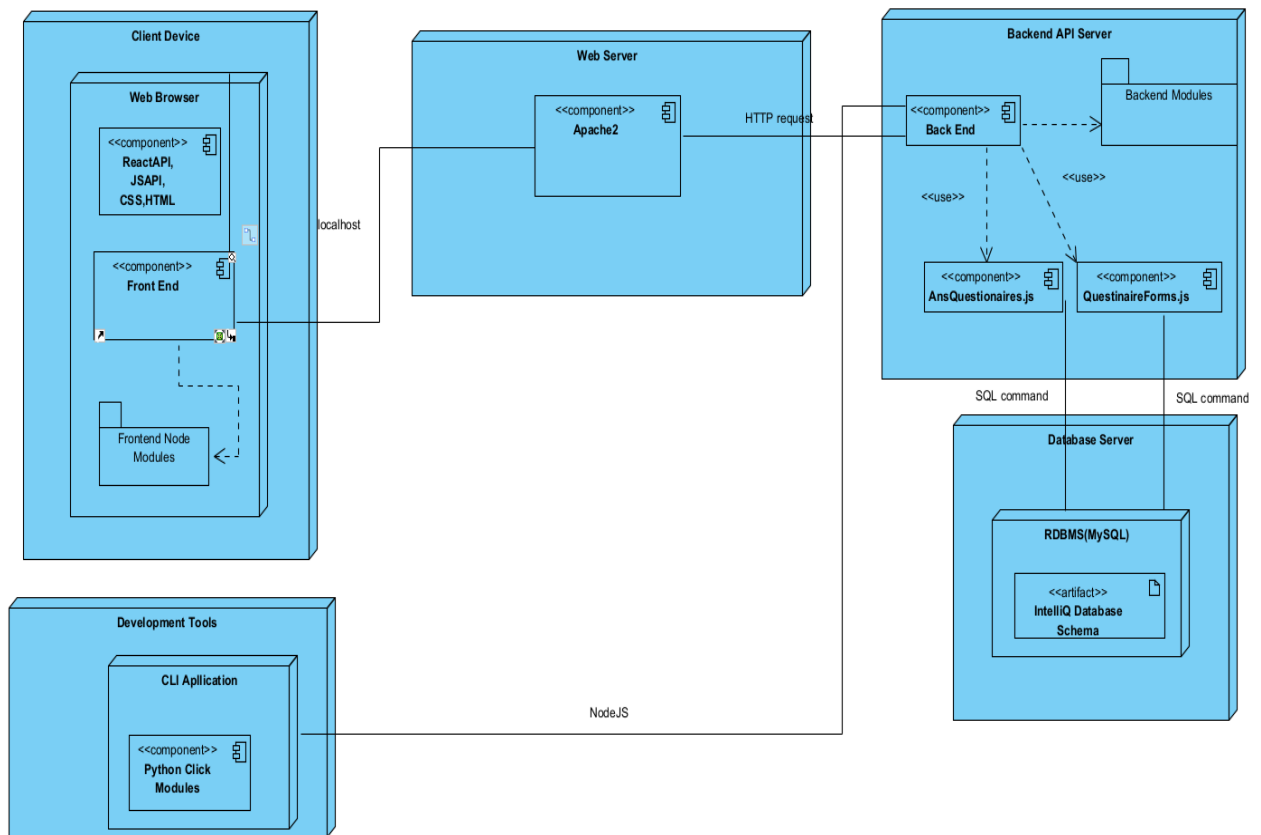 Client Device
Web Browser
<<component>>
ReactAPI,
JSAPI,
CSS,HTML
<<component>>
Front End
Frontend Node
Modules
localhost
Web Server
<<component>>
Apache2
HTTP request
Backend API Server
<<component>>
Back End
Backend Modules
<<use>>
<<use>>
<<component>>
AnsQuestionaires.js
<<component>>
QuestinaireForms.js
SQL command
SQL command
Database Server
RDBMS(MySQL)
<<artifact>>
IntelliQ Database
Schema
Development Tools
CLI Apllication
<<component>>
Python Click
Modules
NodeJS